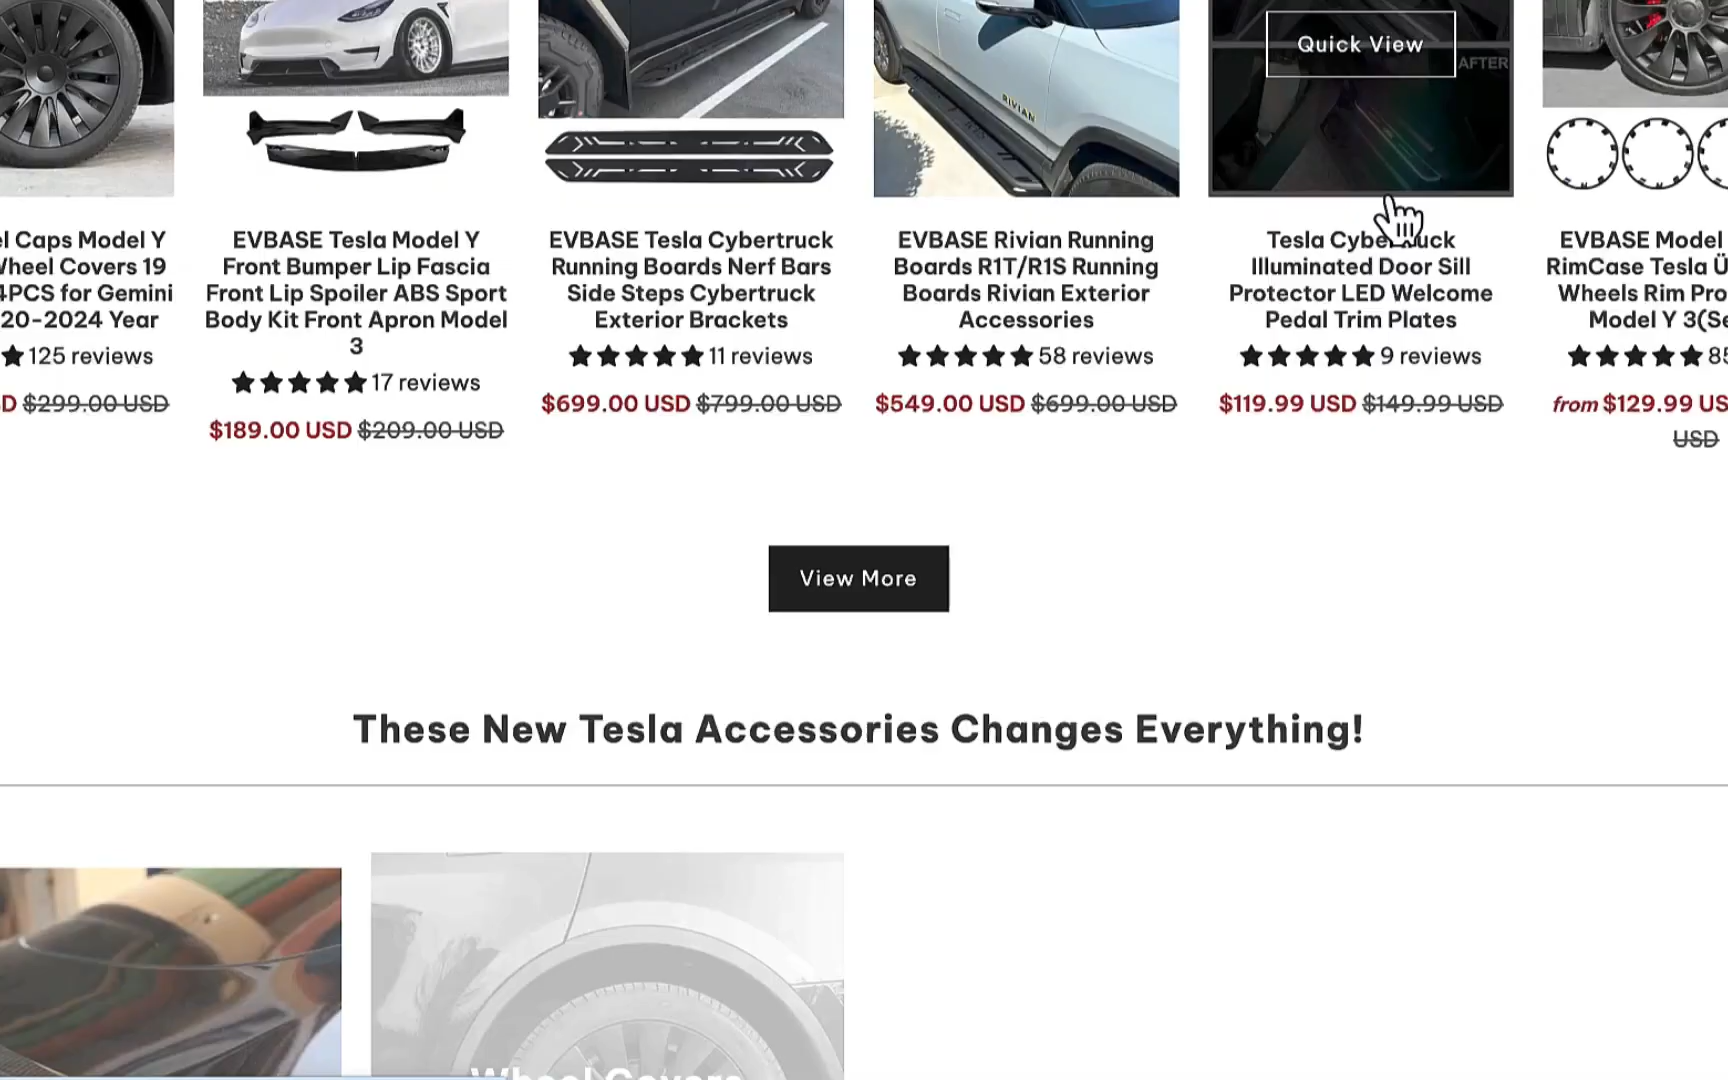 Quick View
AFTER
RIVIAN
el Caps Model Y
Wheel Covers 19
4PCS for Gemini
20-2024 Year
125 reviews
D $299.00 USD
EVBASE Tesla Model Y
Front Bumper Lip Fascia
Front Lip Spoiler ABS Sport
Body Kit Front Apron Model
3
17 reviews
$189.00 USD $209.00 USD
EVBASE Tesla Cybertruck
Running Boards Nerf Bars
Side Steps Cybertruck
Exterior Brackets
11 reviews
$699.00 USD $799.00 USD
EVBASE Rivian Running
Boards R1T/R1S Running
Boards Rivian Exterior
Accessories
58 reviews
$549.00 USD $699.00 USD
Tesla Cybertruck
Illuminated Door Sill
Protector LED Welcome
Pedal Trim Plates
9 reviews
$119.99 USD $149.99 USD
EVBASE Model
RimCase Tesla Ü
Wheels Rim Pro
Model Y 3(Se
85
from $129.99 US
USD
View More
These New Tesla Accessories Changes Everything!
Wheel Covers